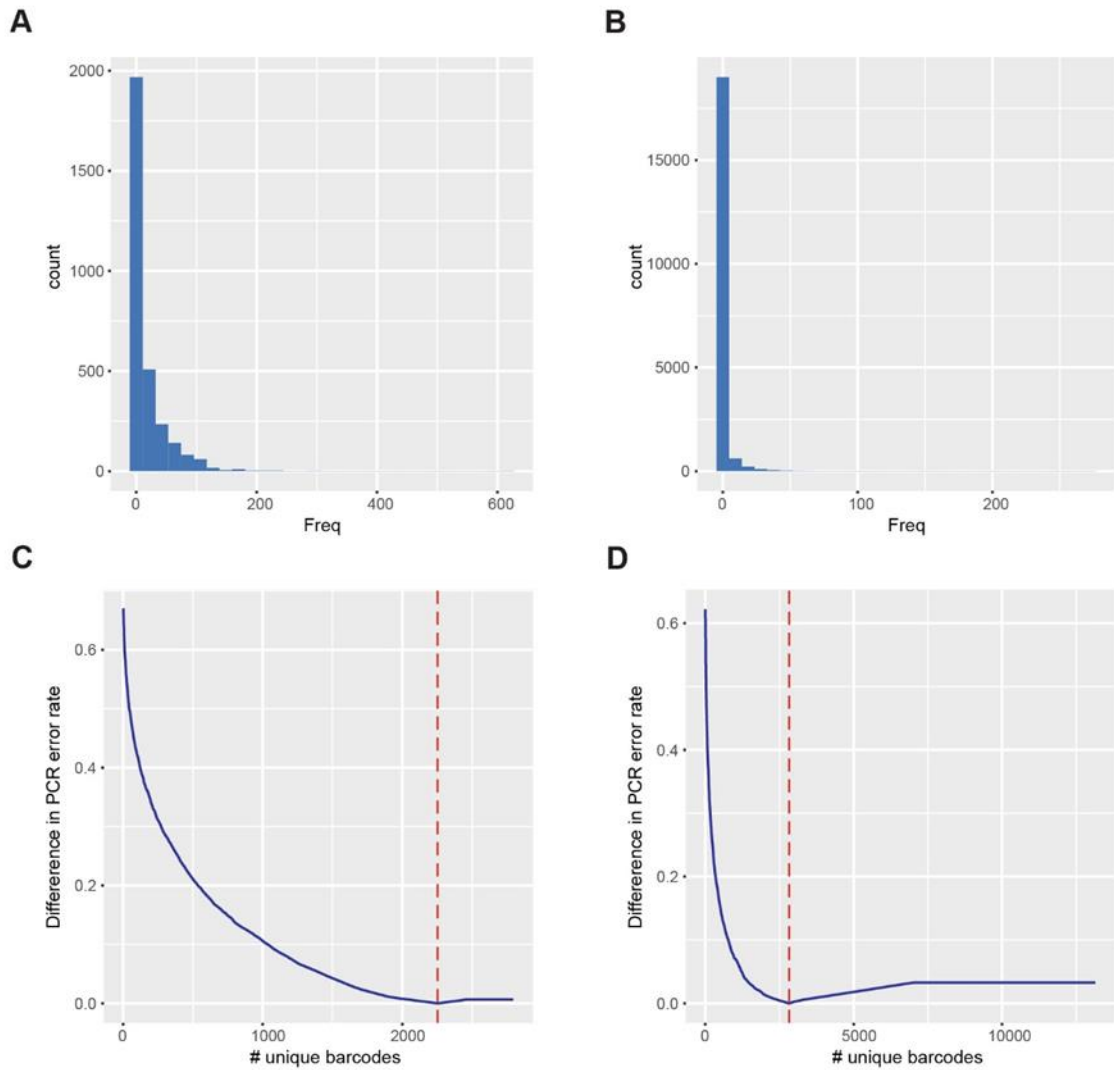 A
2000
1500
1000
500
0
count
0 200 400 600
Freq
B
15000
10000
5000
0
count
0 100 200
Freq
C
0.6
0.4
0.2
0.0
Differerence in PCR error rate
0 1000 2000
# unique barcodes
D
0.6
0.4
0.2
0.0
Differerence in PCR error rate
0 5000 10000
# unique barcodes